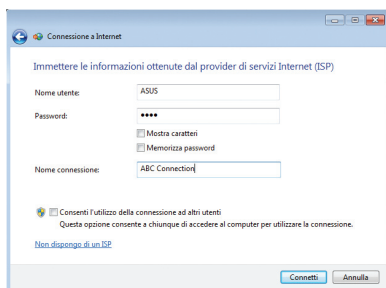 Connessione a Internet
Immettere le informazioni ottenute dal provider di servizi Internet (ISP)
Nome utente: ASUS
Password: ●●●●
Mostra caratteri
Memorizza password
Nome connessione: ABC Connection
Consenti l'utilizzo della connessione ad altri utenti
Questa opzione consente a chiunque di accedere al computer per utilizzare la connessione.
Non dispongo di un ISP
Connetti Annulla